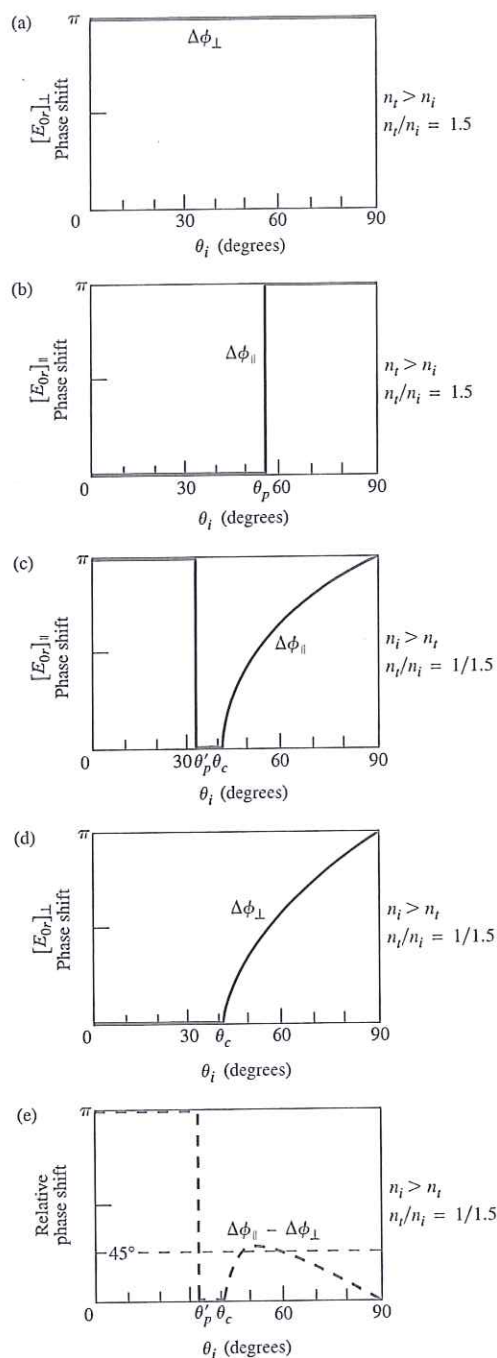 (a)
π
Δϕ⊥
[E0r]⊥
Phase shift
nt > ni
nt/ni = 1.5
0 30 60 90
θi (degrees)
(b)
π
Δϕ∥
[E0r]∥
Phase shift
nt > ni
nt/ni = 1.5
0 30 θp 60 90
θi (degrees)
(c)
π
Δϕ∥
[E0r]∥
Phase shift
ni > nt
nt/ni = 1/1.5
0 30 θ′p θc 60 90
θi (degrees)
(d)
π
Δϕ⊥
[E0r]⊥
Phase shift
ni > nt
nt/ni = 1/1.5
0 30 θc 60 90
θi (degrees)
(e)
π
Relative
phase shift
Δϕ∥ − Δϕ⊥
45°
ni > nt
nt/ni = 1/1.5
0 θ′p θc 60 90
θi (degrees)